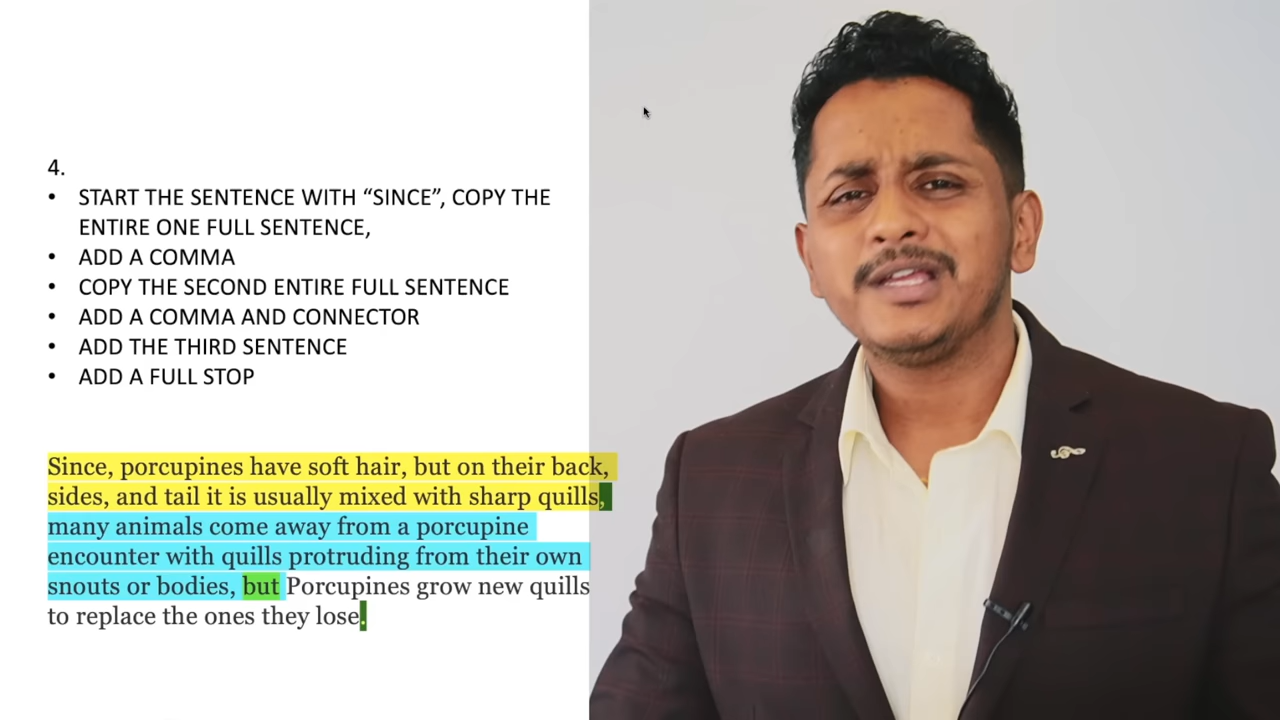 4.
• START THE SENTENCE WITH “SINCE”, COPY THE
ENTIRE ONE FULL SENTENCE,
• ADD A COMMA
• COPY THE SECOND ENTIRE FULL SENTENCE
• ADD A COMMA AND CONNECTOR
• ADD THE THIRD SENTENCE
• ADD A FULL STOP
Since, porcupines have soft hair, but on their back,
sides, and tail it is usually mixed with sharp quills,
many animals come away from a porcupine
encounter with quills protruding from their own
snouts or bodies, but Porcupines grow new quills
to replace the ones they lose.